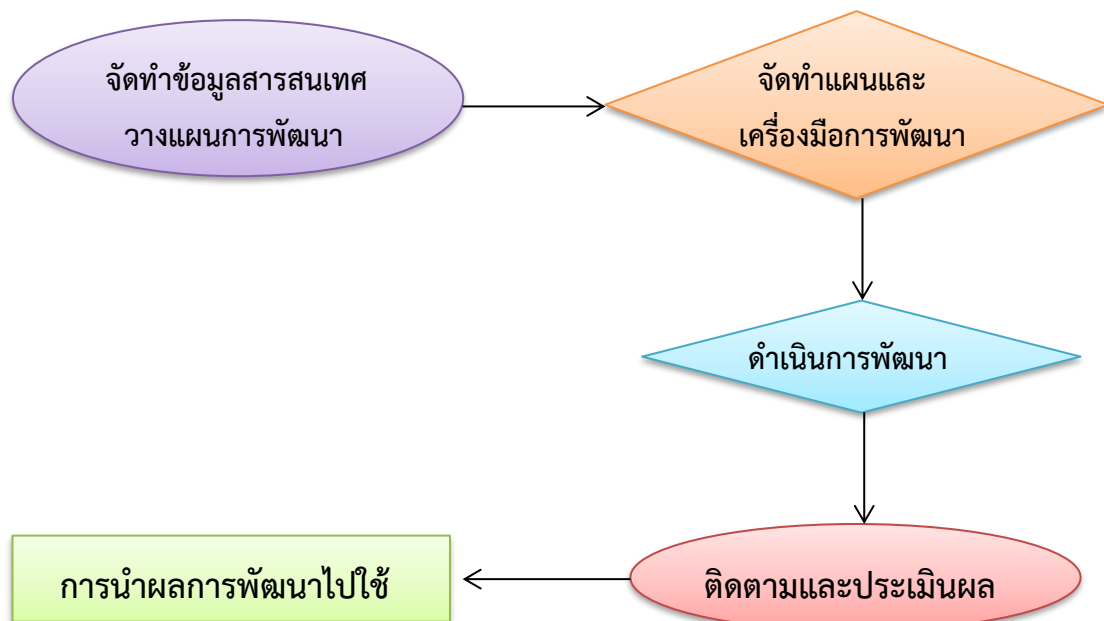 จัดทำข้อมูลสารสนเทศ
วางแผนการพัฒนา
จัดทำแผนและ
เครื่องมือการพัฒนา
ดำเนินการพัฒนา
ติดตามและประเมินผล
การนำผลการพัฒนาไปใช้